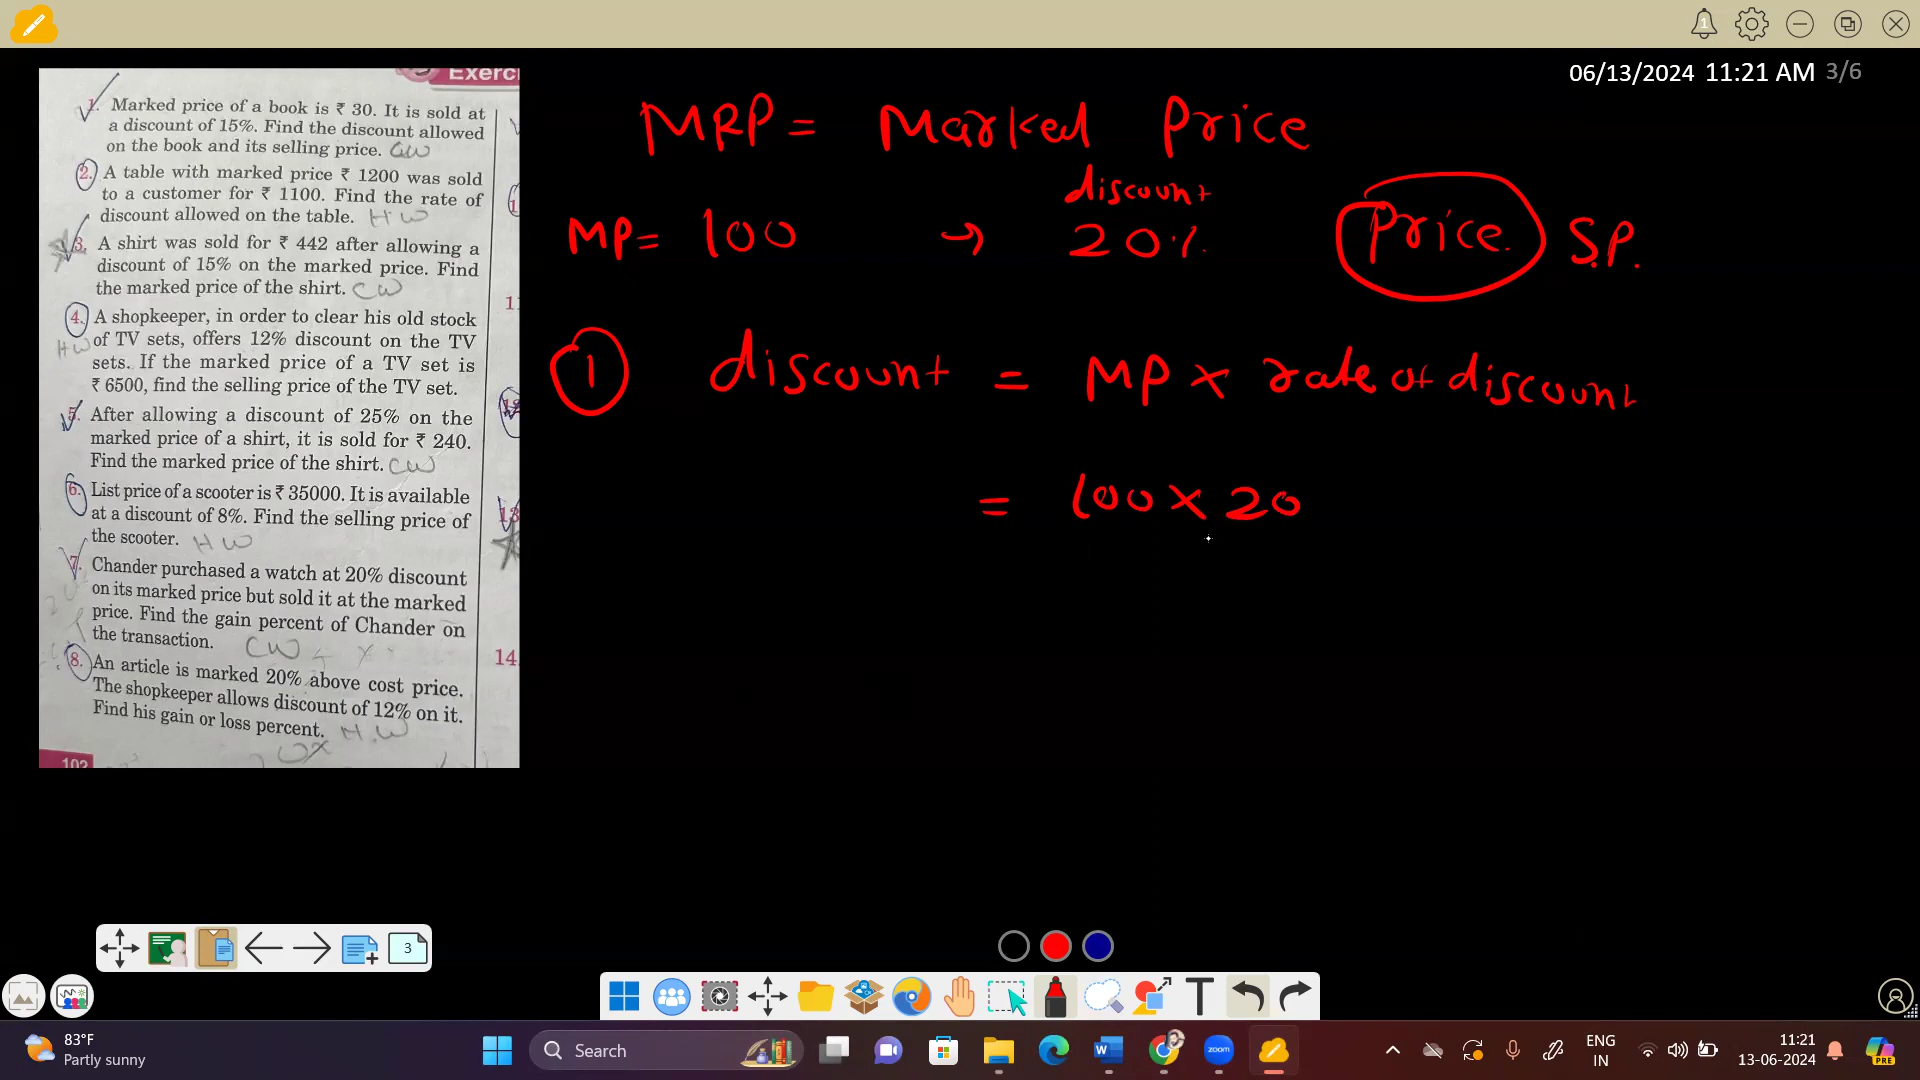 06/13/2024 11:21 AM 3/6
Exerci
1. Marked price of a book is ₹ 30. It is sold at
a discount of 15%. Find the discount allowed
on the book and its selling price. CW
2. A table with marked price ₹ 1200 was sold
to a customer for ₹ 1100. Find the rate of
discount allowed on the table. HW
3. A shirt was sold for ₹ 442 after allowing a
discount of 15% on the marked price. Find
the marked price of the shirt. CW
4. A shopkeeper, in order to clear his old stock
HW of TV sets, offers 12% discount on the TV
sets. If the marked price of a TV set is
₹ 6500, find the selling price of the TV set.
5. After allowing a discount of 25% on the
marked price of a shirt, it is sold for ₹ 240.
Find the marked price of the shirt. CW
6. List price of a scooter is ₹ 35000. It is available
at a discount of 8%. Find the selling price of
the scooter. HW
7. Chander purchased a watch at 20% discount
on its marked price but sold it at the marked
price. Find the gain percent of Chander on
the transaction. CW
8. An article is marked 20% above cost price.
The shopkeeper allows discount of 12% on it.
Find his gain or loss percent. H.W
102
11
13
14.
MRP = Marked Price
discount
MP = 100 → 20% Price. S.P.
1 discount = MP × rate of discount
= 100 × 20
3
83°F
Partly sunny
Search
zoom
ENG
IN
11:21
13-06-2024
PRE